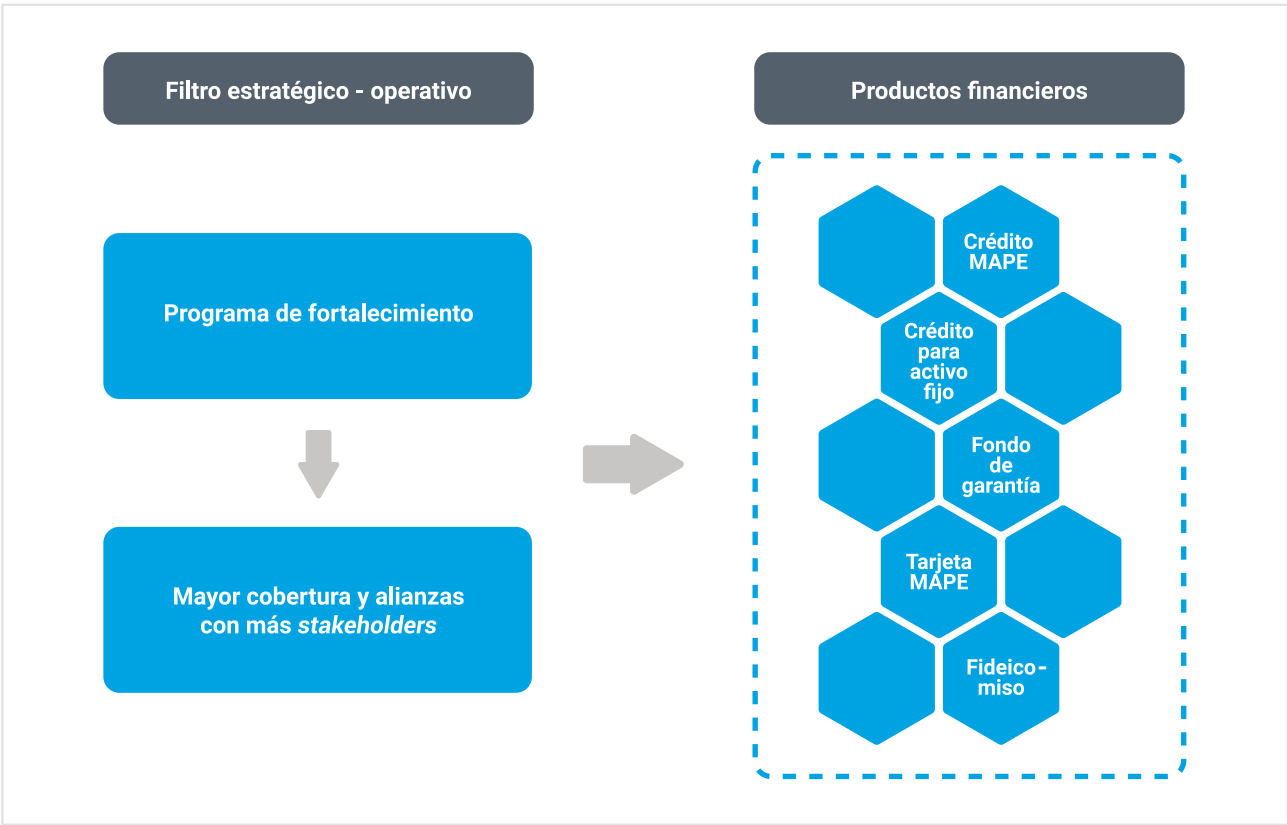 Filtro estratégico - operativo
Programa de fortalecimiento
Mayor cobertura y alianzas
con más stakeholders
Productos financieros
Crédito
MAPE
Crédito
para
activo
fijo
Fondo
de
garantía
Tarjeta
MAPE
Fideico-
miso